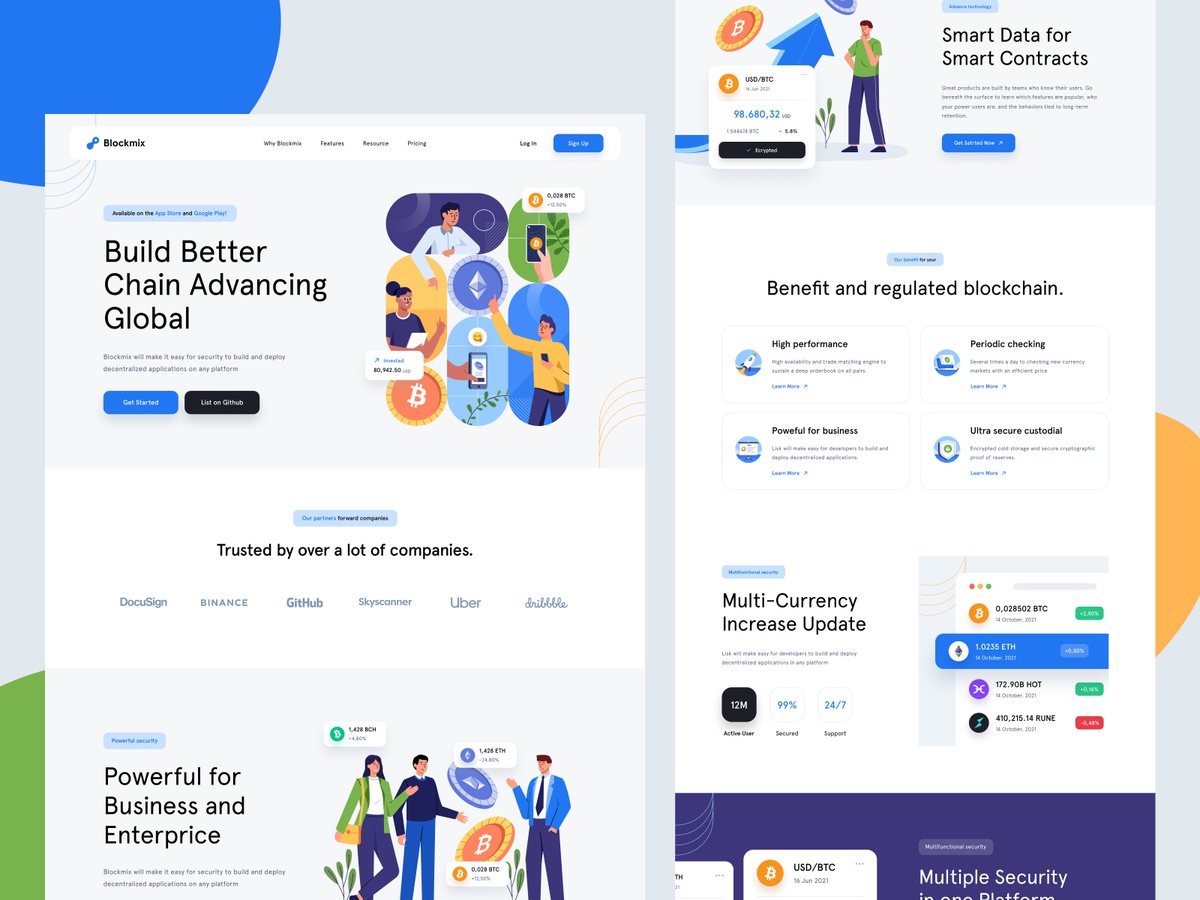 Blockmix
Why Blockmix Features Resource Pricing
Log In Sign Up
Available on the App Store and Google Play!
Build Better
Chain Advancing
Global
Blockmix will make it easy for security to build and deploy
decentralized applications on any platform
Get Started List on Github
0,028 BTC
+12,50%
Invested
80,942.50 USD
Our partners forward companies
Trusted by over a lot of companies.
DocuSign BINANCE GitHub Skyscanner Uber dribbble
Powerful security
Powerful for
Business and
Enterprice
Blockmix will make it easy for security to build and deploy
decentralized applications on any platform
1,428 BCH
+4,80%
1,428 ETH
-24,80%
0,028 BTC
+12,50%
USD/BTC
16 Jun 2021
98.680,32 USD
1.544674 BTC 5.8%
Ecrypted
Advance technology
Smart Data for
Smart Contracts
Great products are built by teams who know their users. Go
beneath the surface to learn which features are popular, who
your power users are, and the behaviors tied to long-term
retention.
Get Satrted Now
Our benefit for your
Benefit and regulated blockchain.
High performance
High availability and trade matching engine to
sustain a deep orderbook on all pairs.
Learn More
Periodic checking
Several times a day to checking new currency
markets with an efficient price
Learn More
Poweful for business
Lisk will make easy for developers to build and
deploy decentralized applications.
Learn More
Ultra secure custodial
Encrypted cold storage and secure cryptographic
proof of reserves.
Learn More
Multifunctional security
Multi-Currency
Increase Update
Lisk will make easy for developers to build and deploy
decentralized applications in any platform
12M 99% 24/7
Active User Secured Support
0,028502 BTC
14 October, 2021
+2,50%
1.0235 ETH
14 October, 2021
+0,50%
172.90B HOT
14 October, 2021
+0,16%
410,215.14 RUNE
14 October, 2021
-0,48%
TH
21
USD/BTC
16 Jun 2021
Multifunctional security
Multiple Security
in one Platform